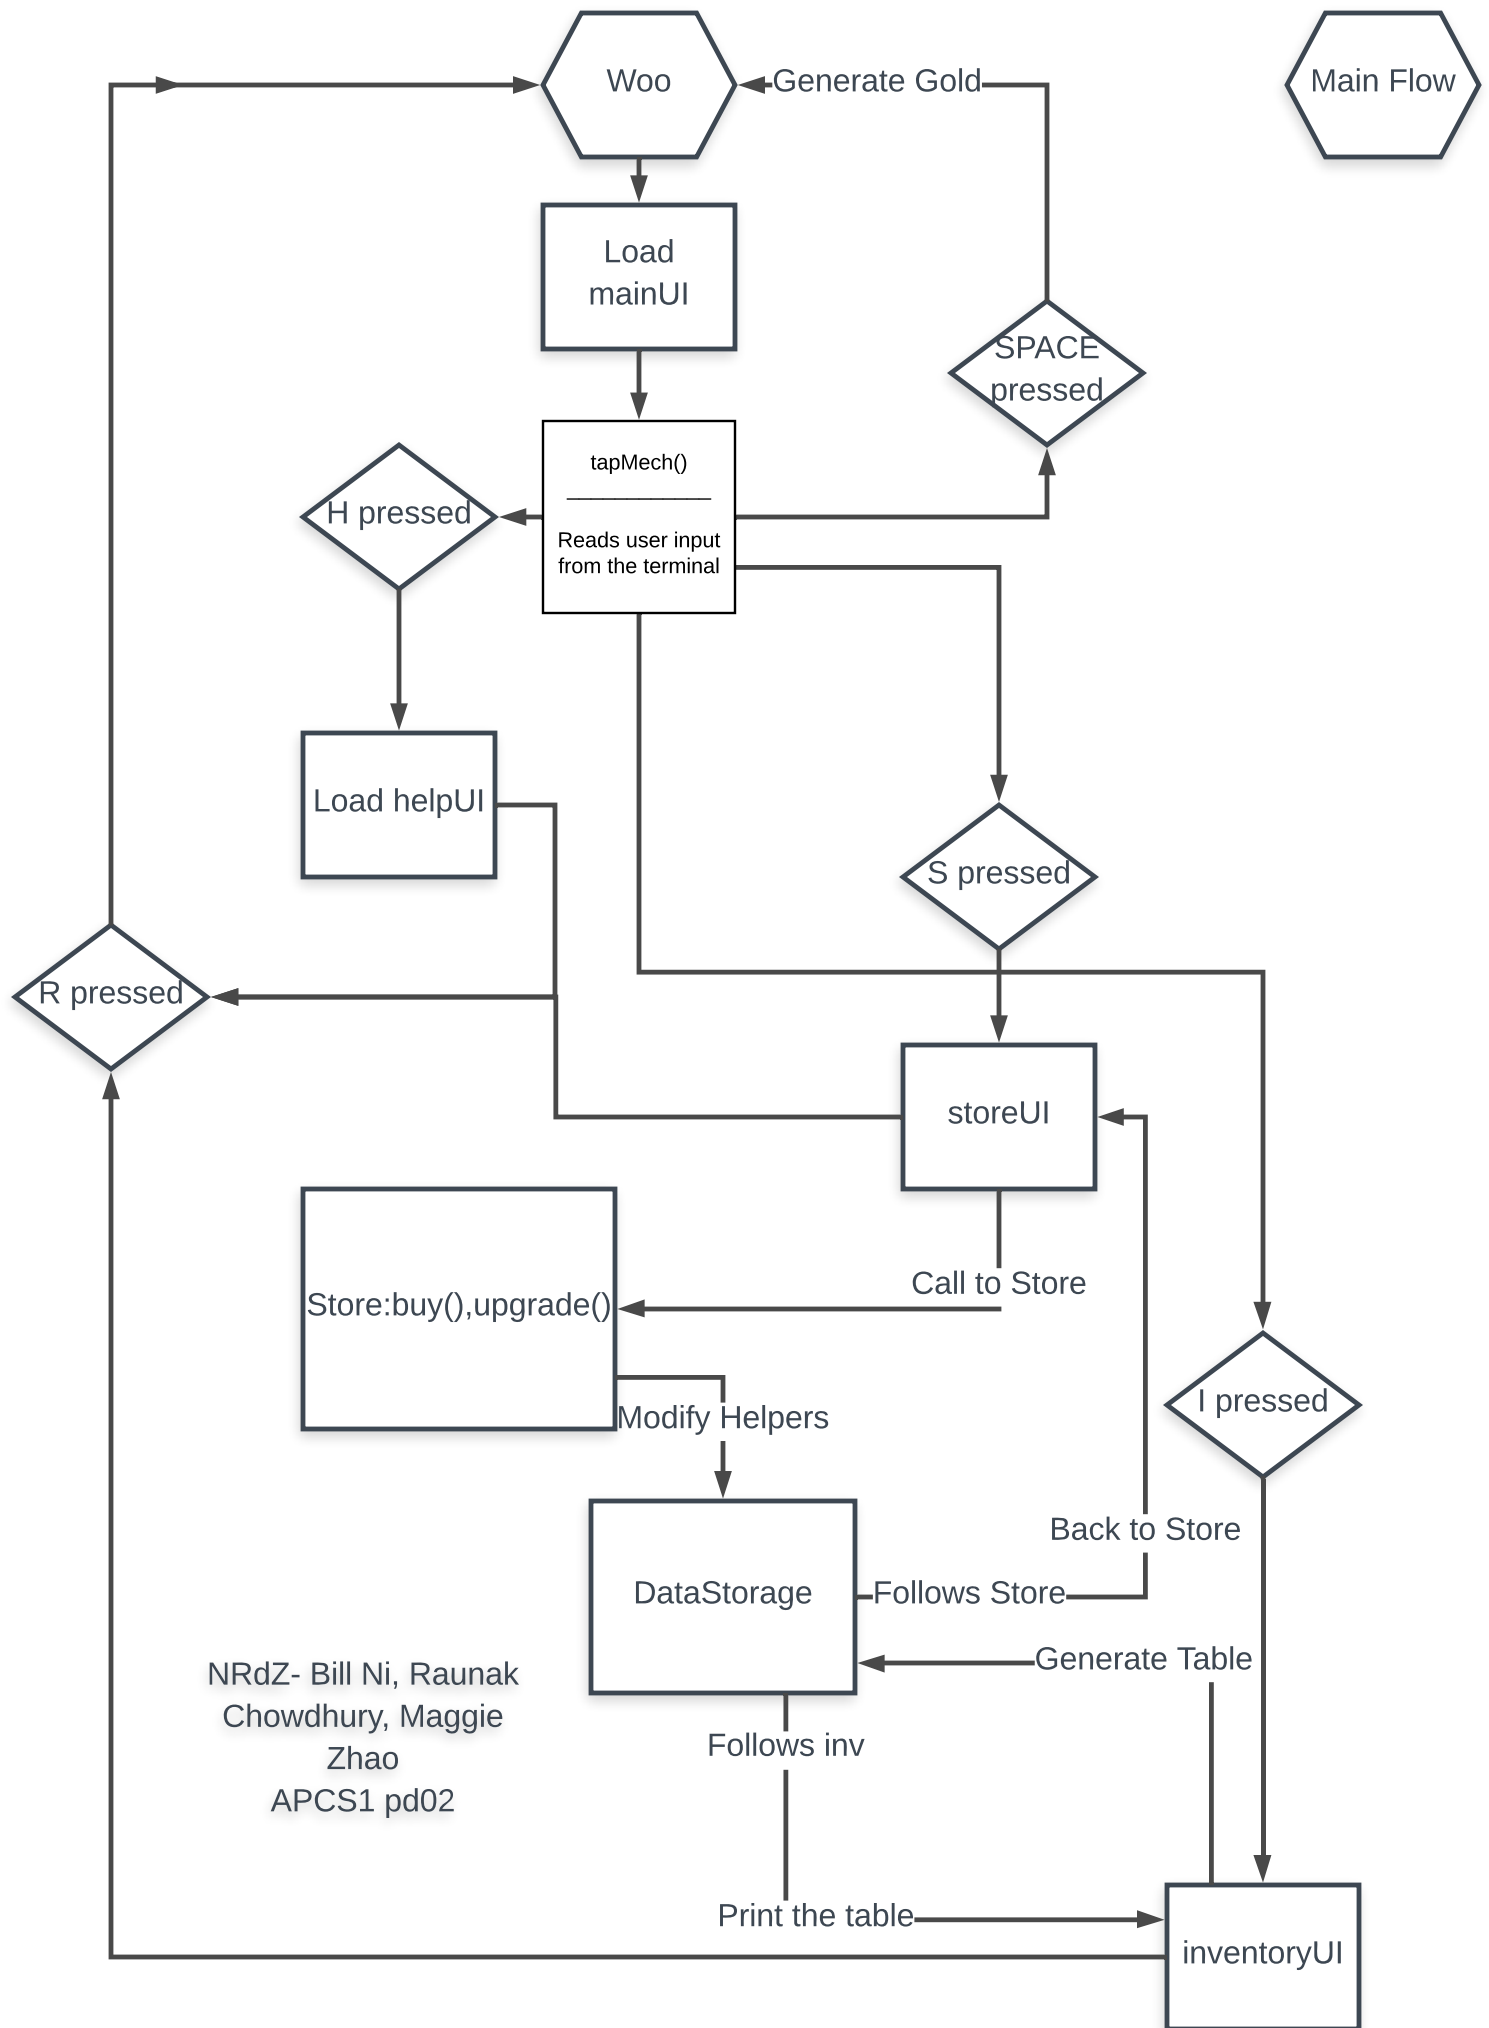 Woo
Generate Gold
Main Flow
Load
mainUI
SPACE
pressed
tapMech()
____________
Reads user input
from the terminal
H pressed
Load helpUI
S pressed
R pressed
storeUI
Call to Store
Store:buy(),upgrade()
I pressed
Modify Helpers
Back to Store
DataStorage
Follows Store
Generate Table
NRdZ- Bill Ni, Raunak
Chowdhury, Maggie
Zhao
APCS1 pd02
Follows inv
Print the table
inventoryUI